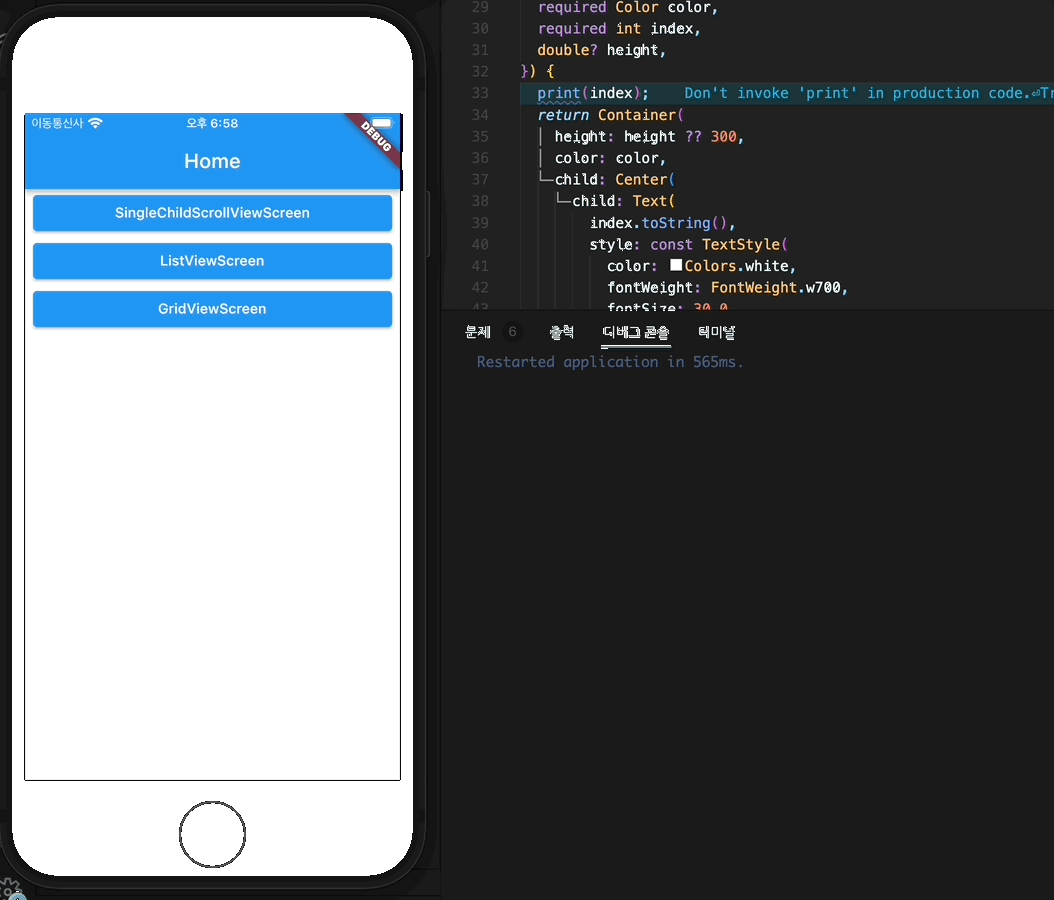 이동통신사
오후 6:58
DEBUG
Home
SingleChildScrollViewScreen
ListViewScreen
GridViewScreen
29 required Color color,
30 required int index,
31 double? height,
32 }) {
33 print(index); Don't invoke 'print' in production code.⏎Tr
34 return Container(
35 height: height ?? 300,
36 color: color,
37 child: Center(
38 child: Text(
39 index.toString(),
40 style: const TextStyle(
41 color: Colors.white,
42 fontWeight: FontWeight.w700,
43 fontSize: 30.0
문제 6 출력 디버그 콘솔 터미널
Restarted application in 565ms.